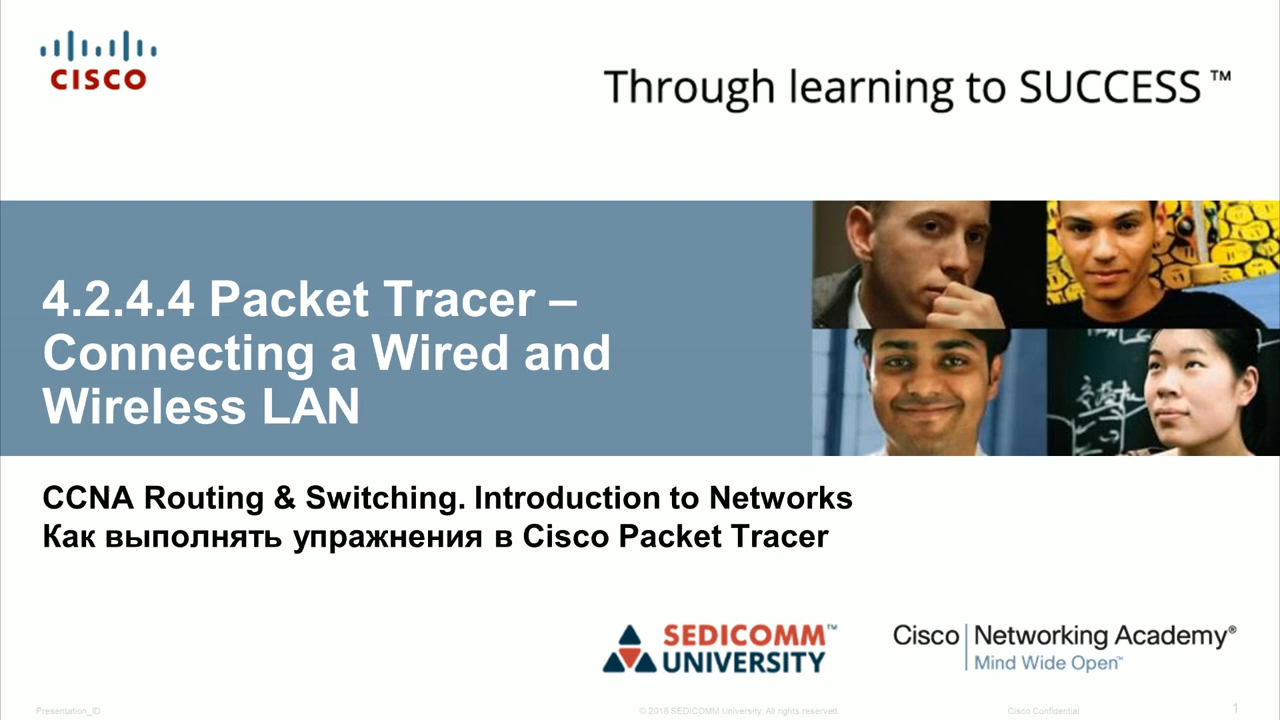 CISCO
Through learning to SUCCESS™
4.2.4.4 Packet Tracer –
Connecting a Wired and
Wireless LAN
CCNA Routing & Switching. Introduction to Networks
Как выполнять упражнения в Cisco Packet Tracer
SEDICOMM™
UNIVERSITY
Cisco Networking Academy®
Mind Wide Open™
Presentation_ID
© 2018 SEDICOMM University. All rights reserved.
Cisco Confidential
1